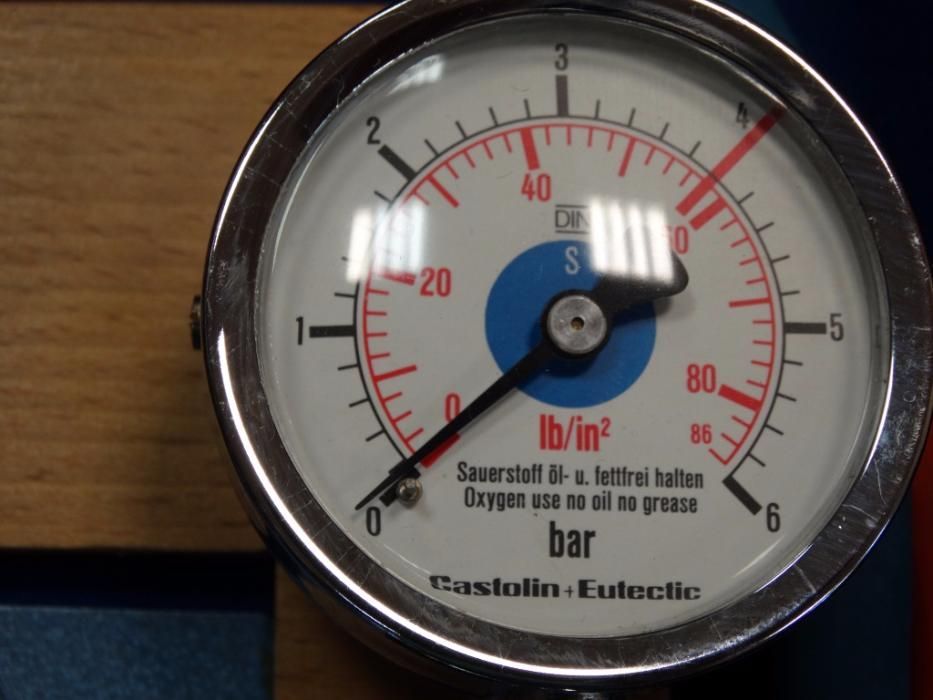 3
2
4
40
DIN
S
60
20
1
5
80
0
86
lb/in²
Sauerstoff öl- u. fettfrei halten
Oxygen use no oil no grease
0
6
bar
Castolin+Eutectic